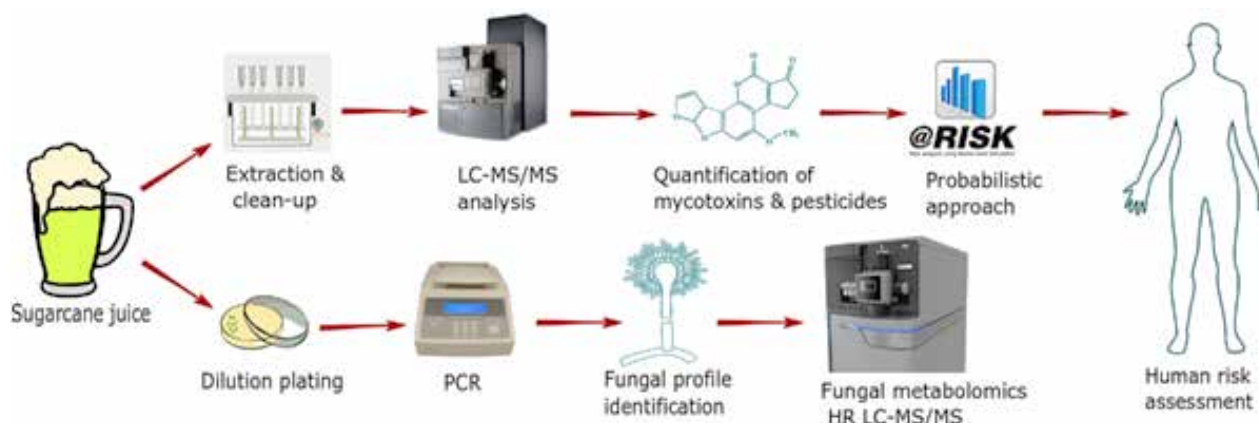 Sugarcane juice
Extraction &
clean-up
LC-MS/MS
analysis
Quantification of
mycotoxins & pesticides
@RISK
Probabilistic
approach
Human risk
assessment
Dilution plating
PCR
Fungal profile
identification
Fungal metabolomics
HR LC-MS/MS